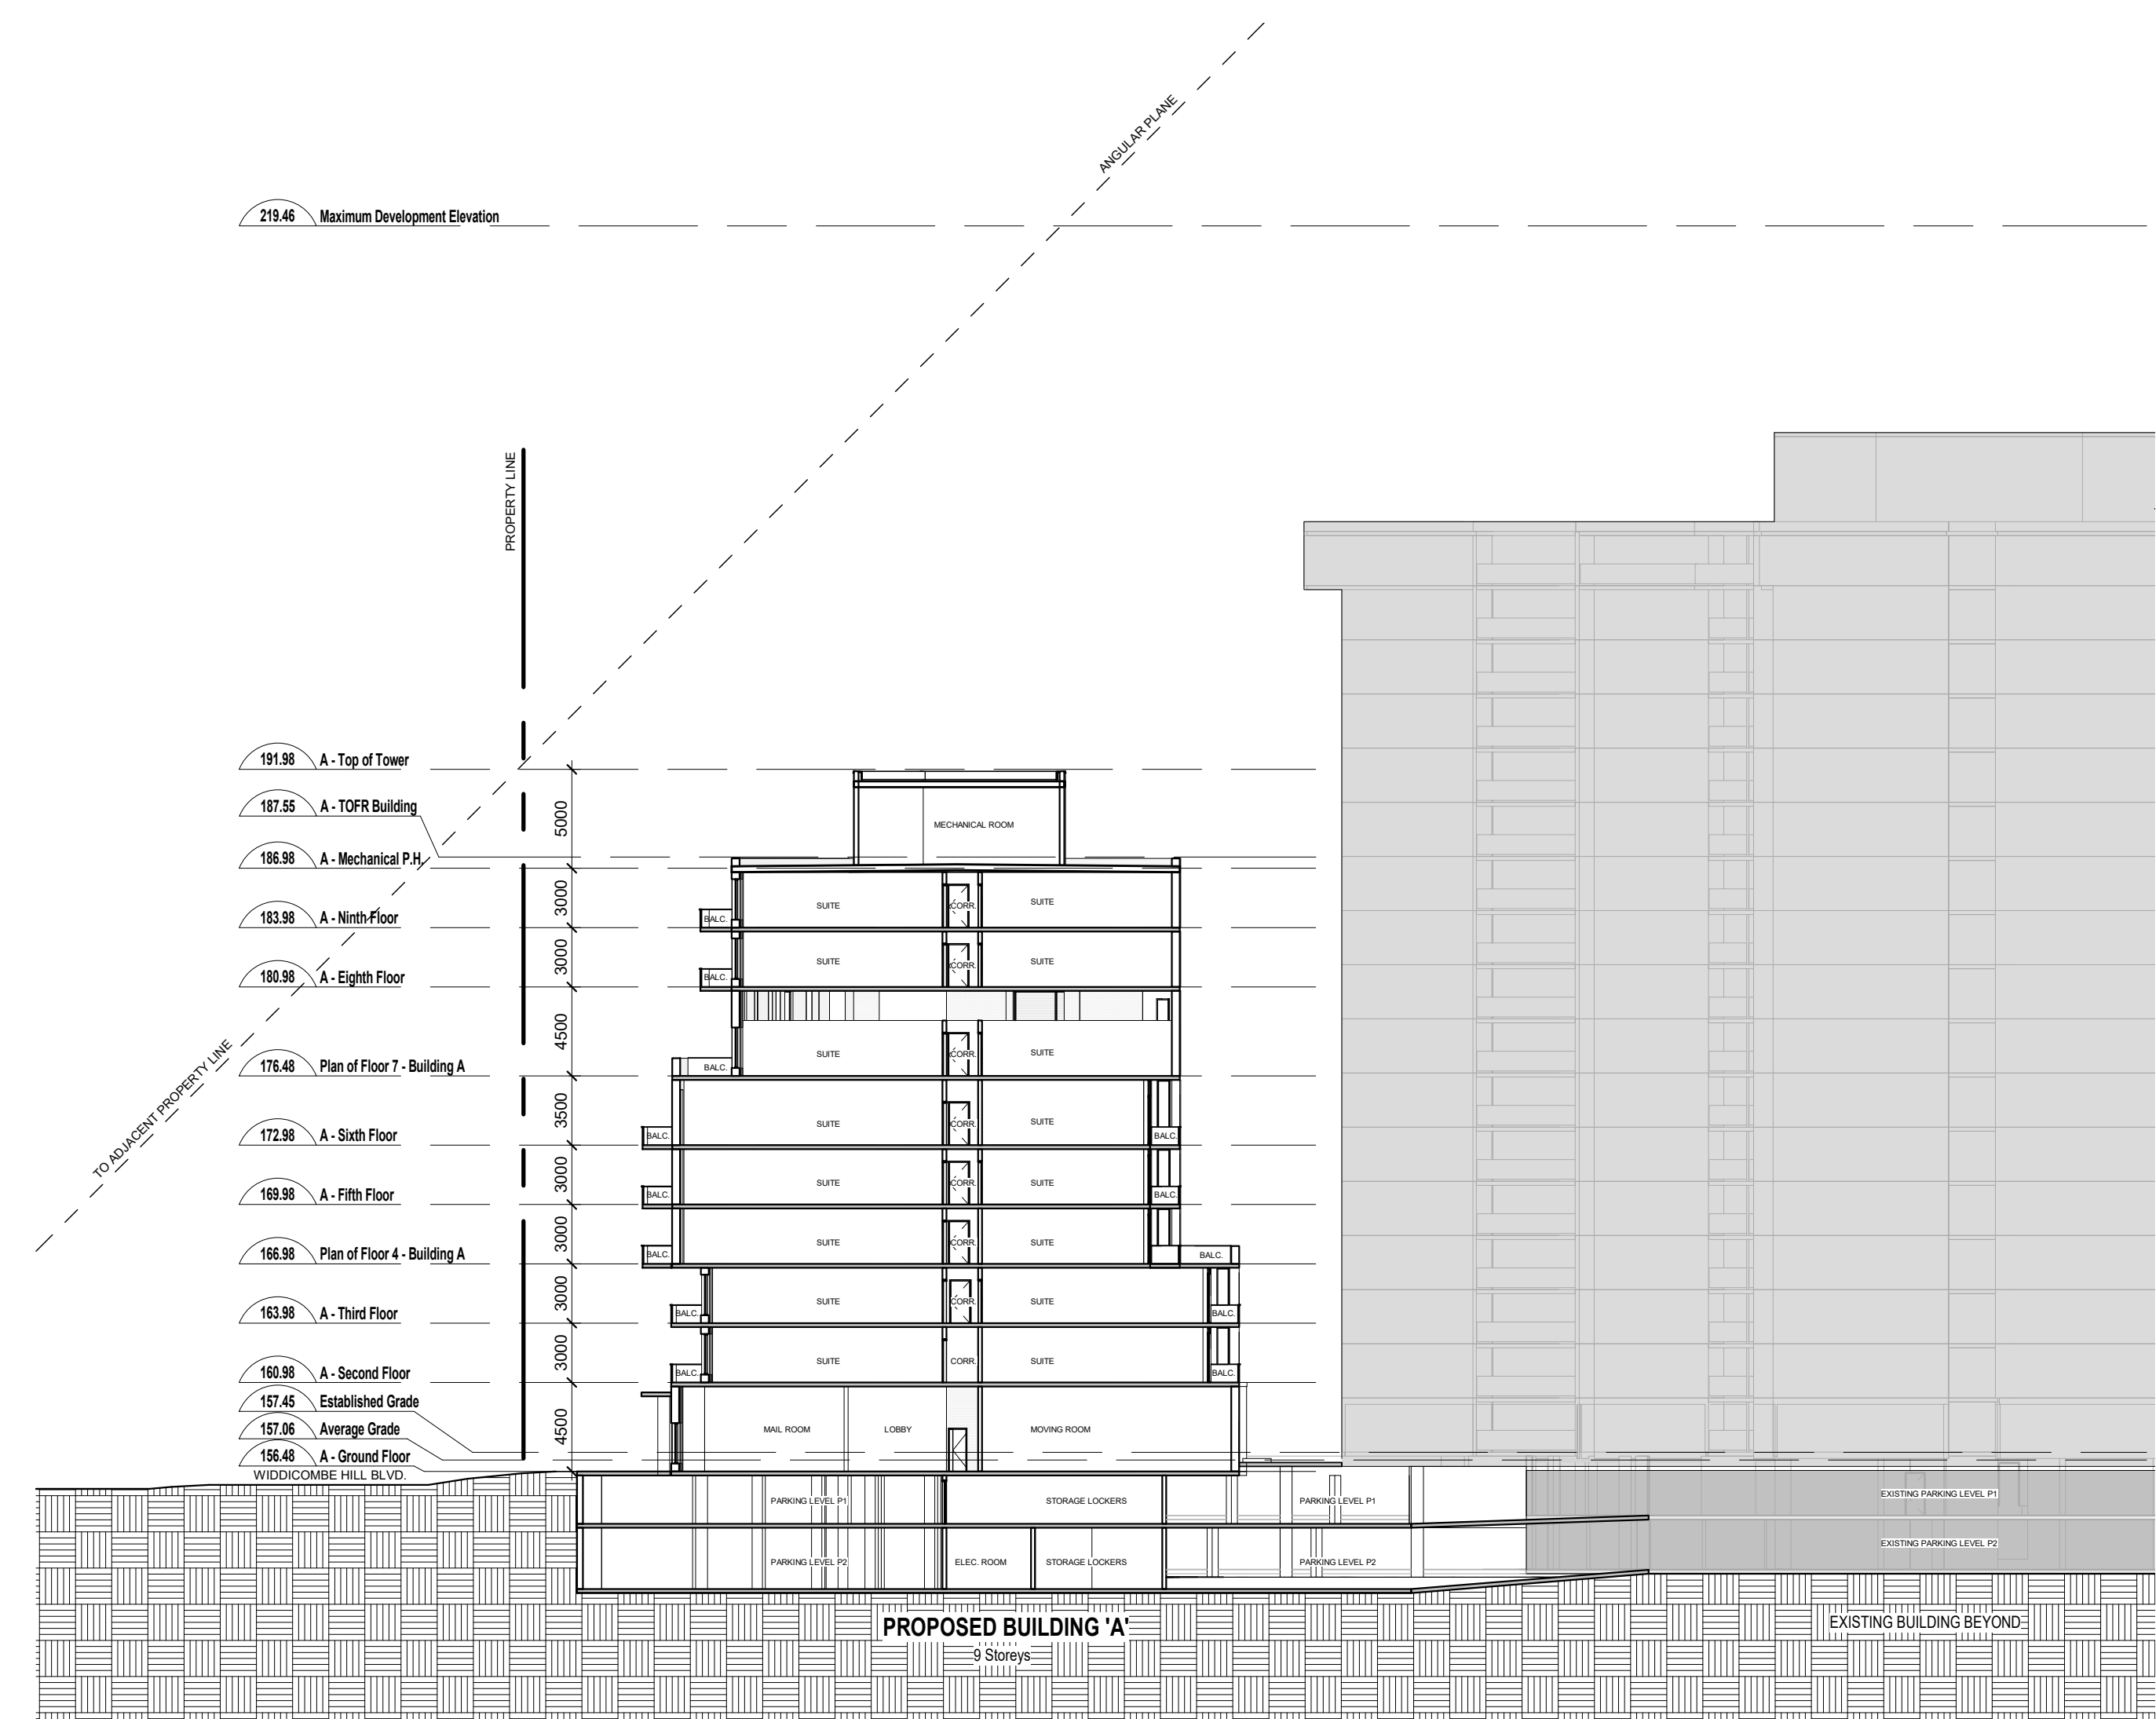 ANGULAR PLANE
219.46 Maximum Development Elevation
PROPERTY LINE
191.98 A - Top of Tower
187.55 A - TOFR Building
5000
MECHANICAL ROOM
186.98 A - Mechanical P.H.
3000
SUITE CORR. SUITE
183.98 A - Ninth Floor
BALC.
3000
SUITE CORR. SUITE
180.98 A - Eighth Floor
BALC.
4500
TO ADJACENT PROPERTY LINE
SUITE CORR. SUITE
176.48 Plan of Floor 7 - Building A
BALC.
3500
SUITE CORR. SUITE
172.98 A - Sixth Floor
BALC. BALC.
3000
SUITE CORR. SUITE
169.98 A - Fifth Floor
BALC. BALC.
3000
SUITE CORR. SUITE
166.98 Plan of Floor 4 - Building A
BALC. BALC.
3000
SUITE CORR. SUITE
163.98 A - Third Floor
BALC. BALC.
3000
SUITE CORR. SUITE
160.98 A - Second Floor
BALC. BALC.
157.45 Established Grade
4500
157.06 Average Grade
MAIL ROOM LOBBY MOVING ROOM
156.48 A - Ground Floor
WIDDICOMBE HILL BLVD.
PARKING LEVEL P1 STORAGE LOCKERS PARKING LEVEL P1 EXISTING PARKING LEVEL P1
PARKING LEVEL P2 ELEC. ROOM STORAGE LOCKERS PARKING LEVEL P2 EXISTING PARKING LEVEL P2
PROPOSED BUILDING 'A'
9 Storeys
EXISTING BUILDING BEYOND